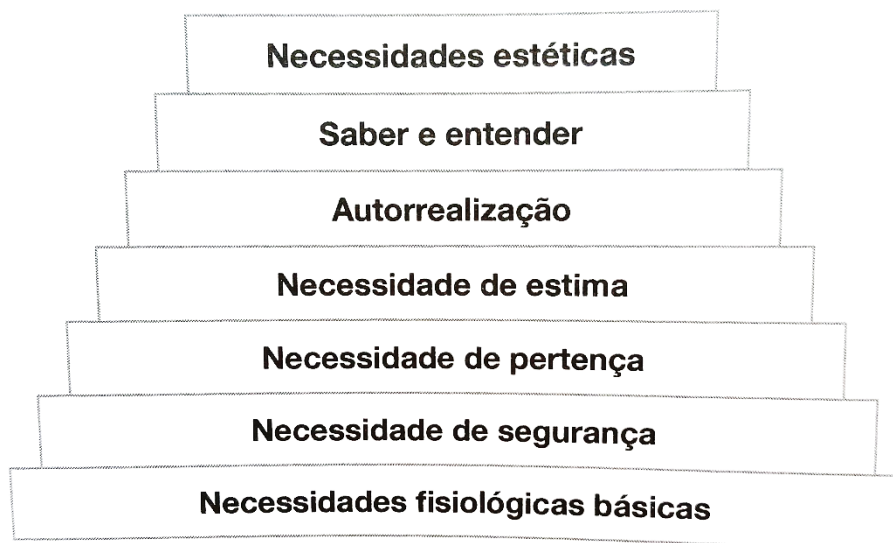 Necessidades estéticas
Saber e entender
Autorrealização
Necessidade de estima
Necessidade de pertença
Necessidade de segurança
Necessidades fisiológicas básicas